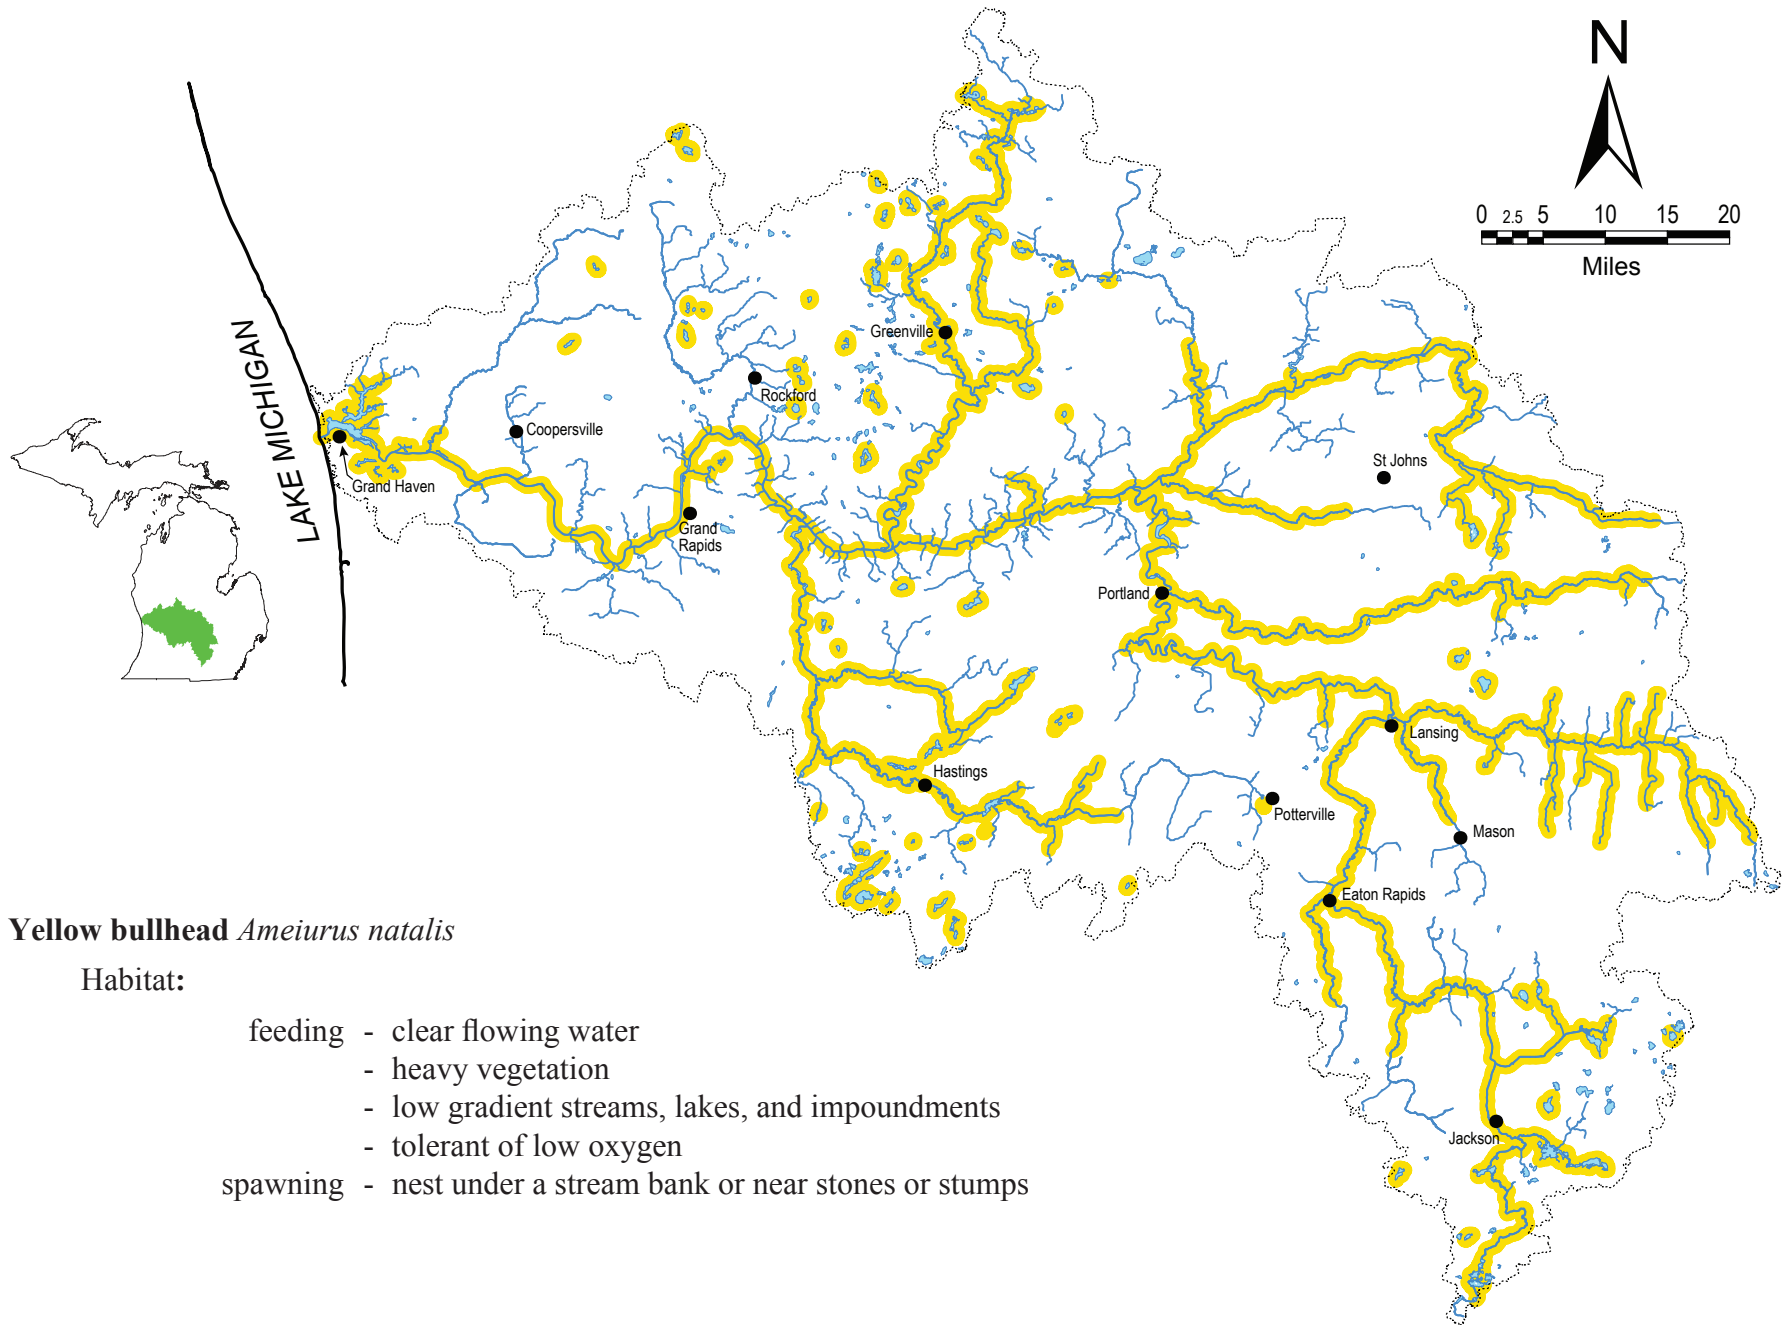 N
0 2.5 5 10 15 20
Miles
LAKE MICHIGAN
Greenville
Rockford
Coopersville
Grand Haven
St Johns
Grand
Rapids
Portland
Lansing
Hastings
Potterville
Mason
Eaton Rapids
Jackson
Yellow bullhead Ameiurus natalis
Habitat:
feeding - clear flowing water
- heavy vegetation
- low gradient streams, lakes, and impoundments
- tolerant of low oxygen
spawning - nest under a stream bank or near stones or stumps